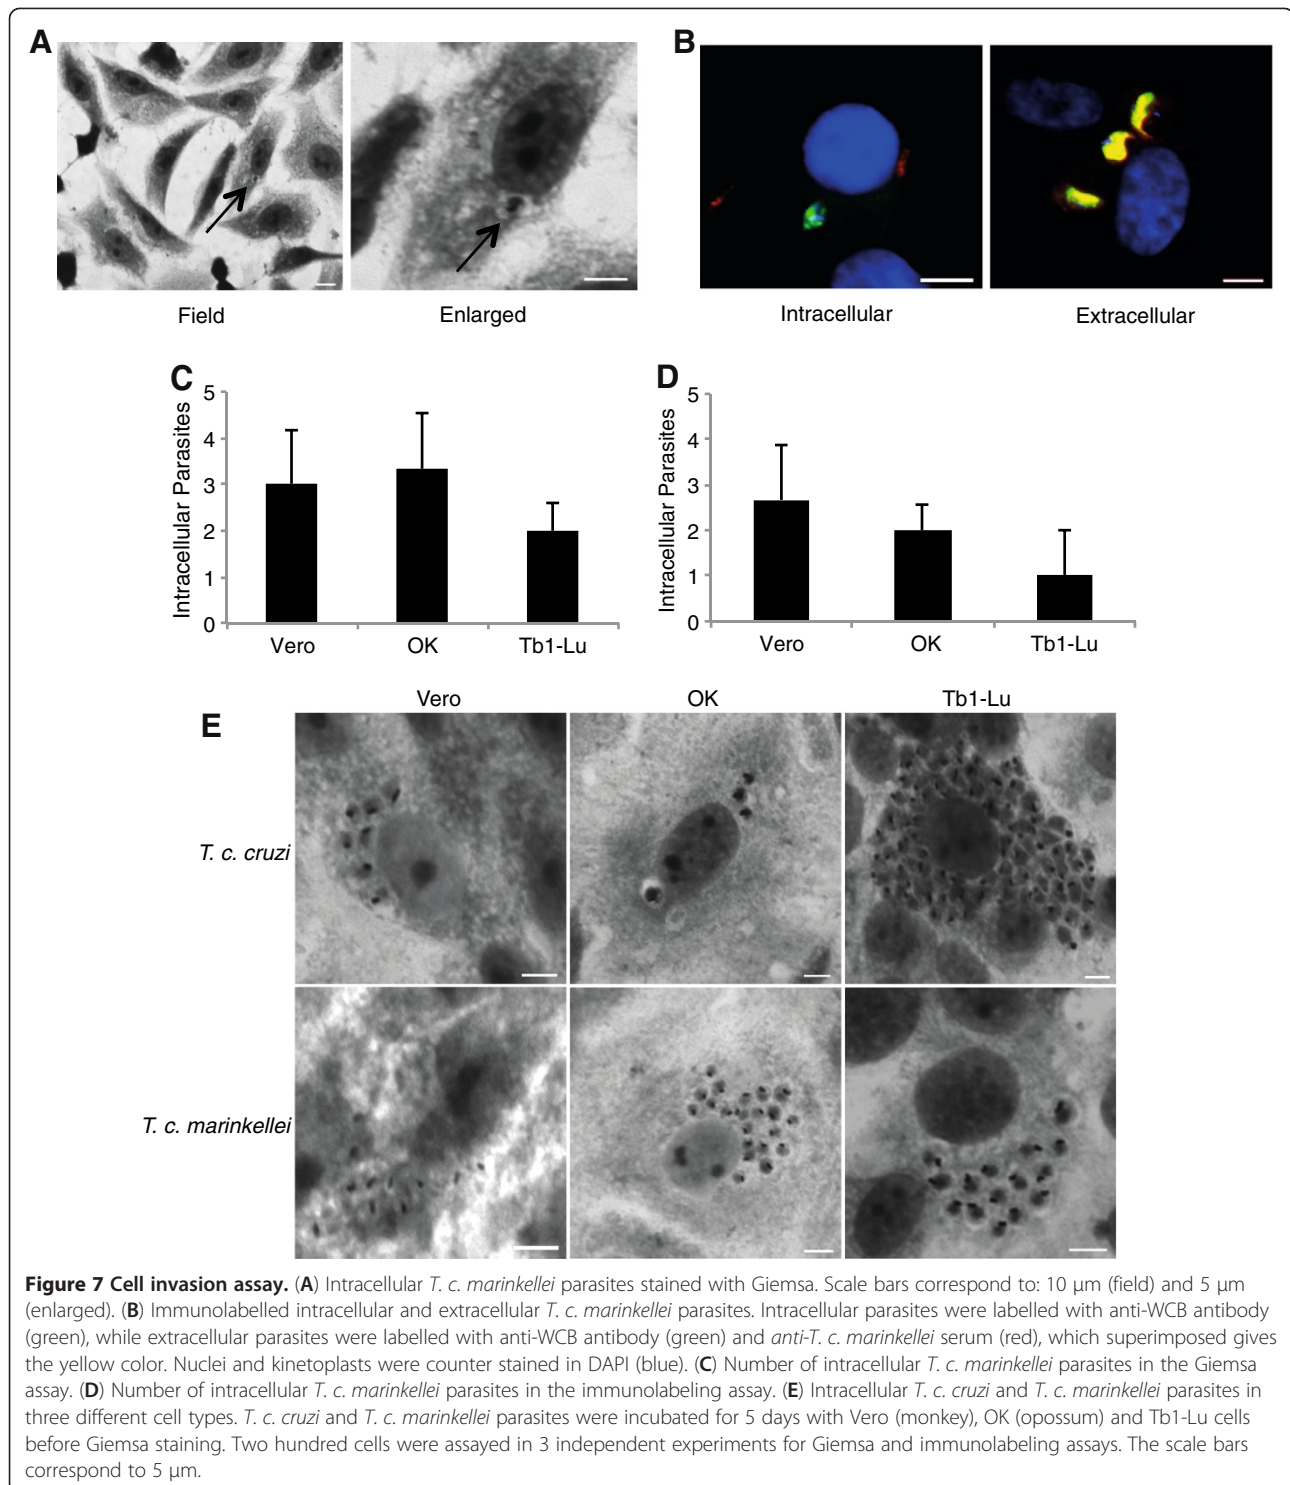 A
B
Field
Enlarged
Intracellular
Extracellular
C
Intracellular Parasites
5
4
3
2
1
0
Vero
OK
Tb1-Lu
D
Intracellular Parasites
5
4
3
2
1
0
Vero
OK
Tb1-Lu
Vero
OK
Tb1-Lu
E
T. c. cruzi
T. c. marinkellei
Figure 7 Cell invasion assay. (A) Intracellular T. c. marinkellei parasites stained with Giemsa. Scale bars correspond to: 10 μm (field) and 5 μm
(enlarged). (B) Immunolabelled intracellular and extracellular T. c. marinkellei parasites. Intracellular parasites were labelled with anti-WCB antibody
(green), while extracellular parasites were labelled with anti-WCB antibody (green) and anti-T. c. marinkellei serum (red), which superimposed gives
the yellow color. Nuclei and kinetoplasts were counter stained in DAPI (blue). (C) Number of intracellular T. c. marinkellei parasites in the Giemsa
assay. (D) Number of intracellular T. c. marinkellei parasites in the immunolabeling assay. (E) Intracellular T. c. cruzi and T. c. marinkellei parasites in
three different cell types. T. c. cruzi and T. c. marinkellei parasites were incubated for 5 days with Vero (monkey), OK (opossum) and Tb1-Lu cells
before Giemsa staining. Two hundred cells were assayed in 3 independent experiments for Giemsa and immunolabeling assays. The scale bars
correspond to 5 μm.